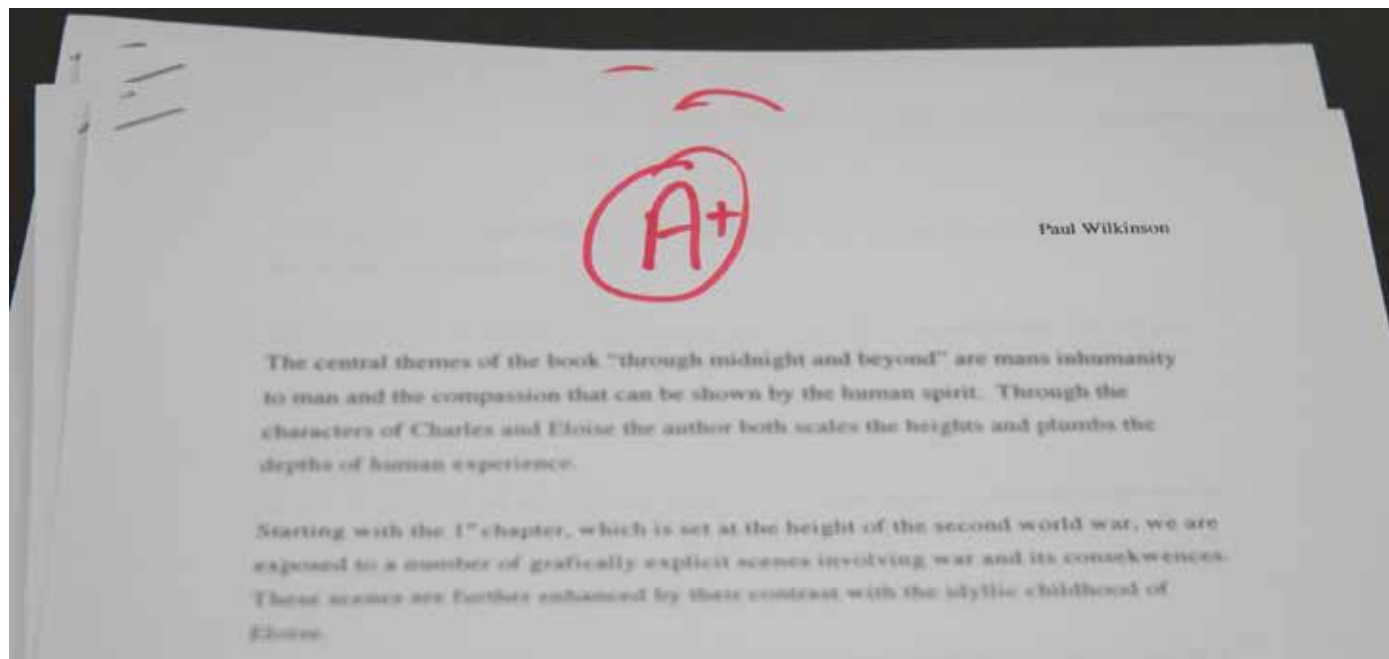 A+
Paul Wilkinson
The central themes of the book "through midnight and beyond" are mans inhumanity
to man and the compassion that can be shown by the human spirit. Through the
characters of Charles and Eloise the author both scales the heights and plumbs the
depths of human experience.
Starting with the 1st chapter, which is set at the height of the second world war, we are
exposed to a number of grafically explicit scenes involving war and its consekwences.
These scenes are further enhanced by their contrast with the idyllic childhood of
Eloise.